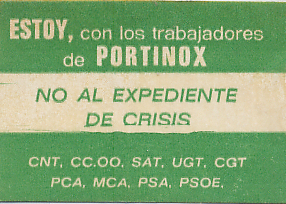 ESTOY, con los trabajadores
de PORTINOX
NO AL EXPEDIENTE
DE CRISIS
CNT, CC.OO, SAT, UGT, CGT
PCA, MCA, PSA, PSOE,